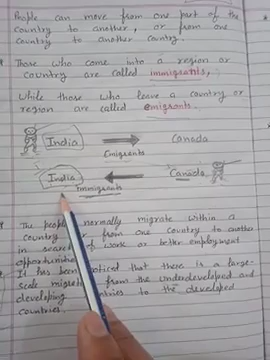 People can move from one part of the
country to another, or from one
country to another contry.
Those who come into a region or
country are called immigrants,
While those who leave a country or
region are called emigrants.
India Canada
Emigrants
India Canada
Immigrants
The people normally migrate within a
country or from one country to another
in search of work or better employment
opportunities
It has been noticed that there is a large-
scale migration from the underdeveloped and
developing countries to the developed
countries.